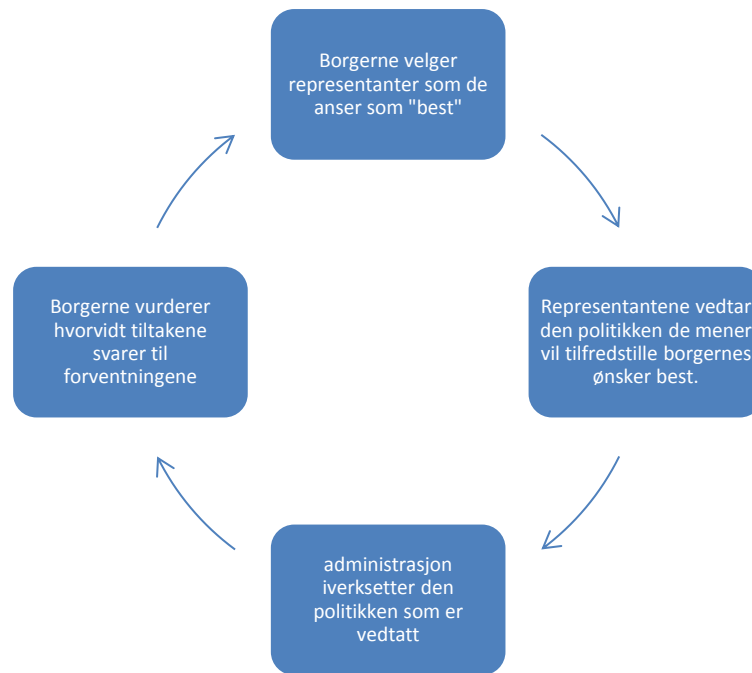 Borgerne velger
representanter som de
anser som "best"
Representantene vedtar
den politikken de mener
vil tilfredstille borgernes
ønsker best.
administrasjon
iverksetter den
politikken som er
vedtatt
Borgerne vurderer
hvorvidt tiltakene
svarer til
forventningene